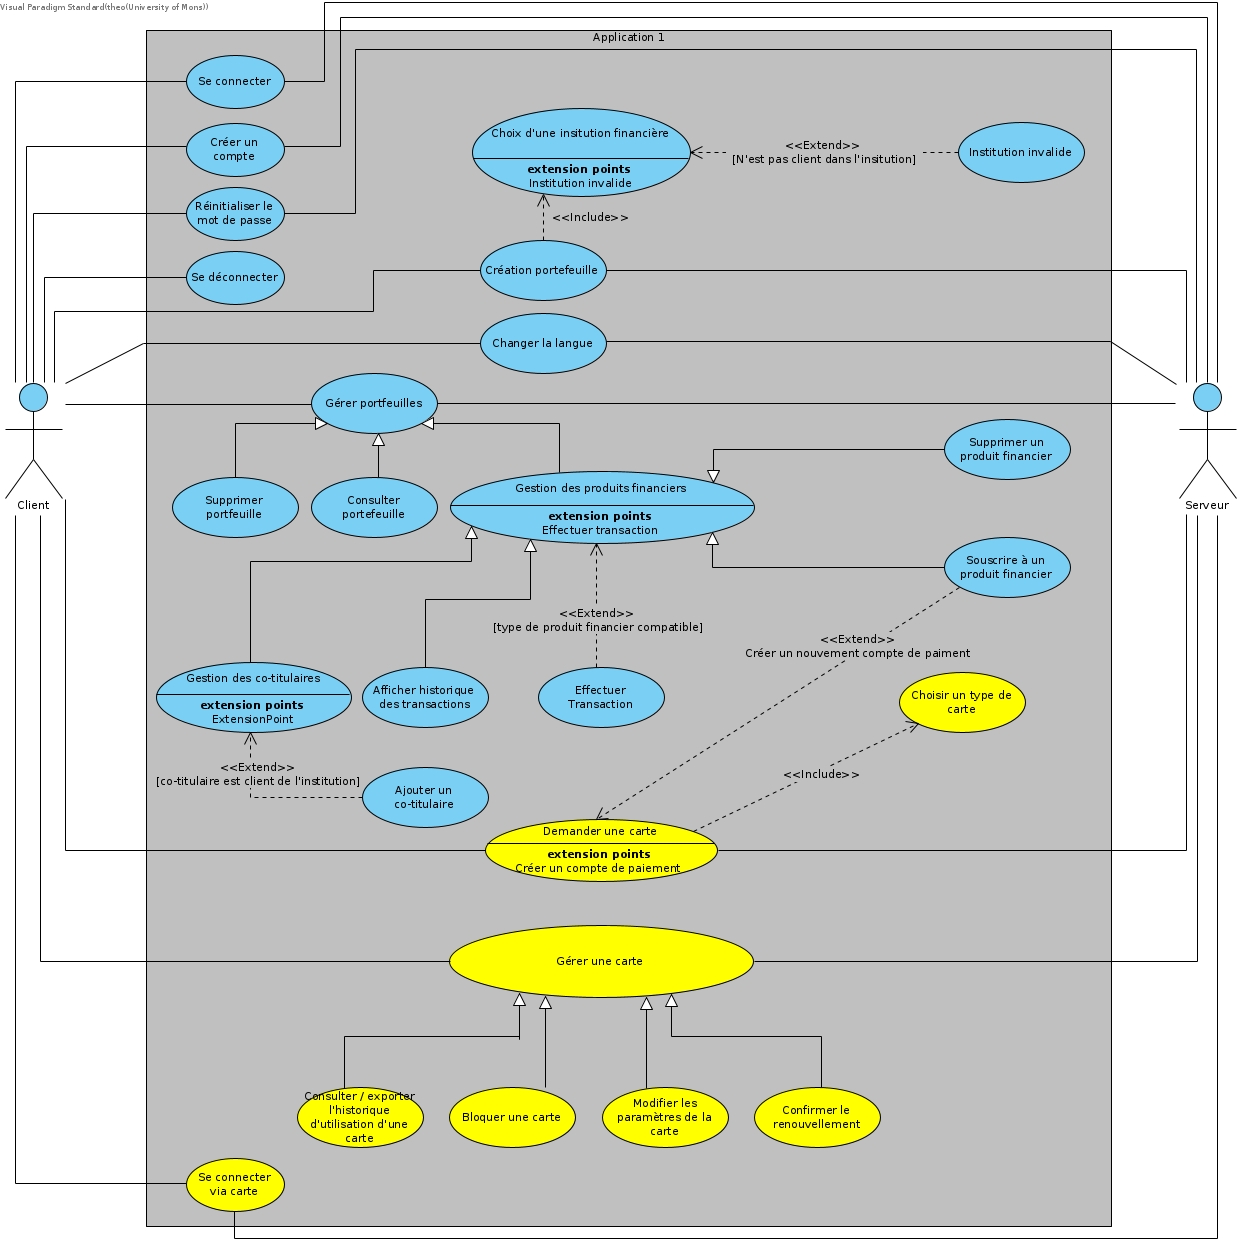 Visual Paradigm Standard(theo(University of Mons))
Application 1
Se connecter
Créer un
compte
Réinitialiser le
mot de passe
Se déconnecter
Choix d'une insitution financière
extension points
Institution invalide
<<Extend>>
[N'est pas client dans l'insitution]
Institution invalide
<<Include>>
Création portefeuille
Changer la langue
Gérer portfeuilles
Client
Serveur
Supprimer
portfeuille
Consulter
portefeuille
Gestion des produits financiers
extension points
Effectuer transaction
Supprimer un
produit financier
Souscrire à un
produit financier
<<Extend>>
[type de produit financier compatible]
<<Extend>>
Créer un nouvement compte de paiment
Gestion des co-titulaires
extension points
ExtensionPoint
Afficher historique
des transactions
Effectuer
Transaction
Choisir un type de
carte
<<Extend>>
[co-titulaire est client de l'institution]
Ajouter un
co-titulaire
<<Include>>
Demander une carte
extension points
Créer un compte de paiement
Gérer une carte
Consulter / exporter
l'historique
d'utilisation d'une
carte
Bloquer une carte
Modifier les
paramètres de la
carte
Confirmer le
renouvellement
Se connecter
via carte